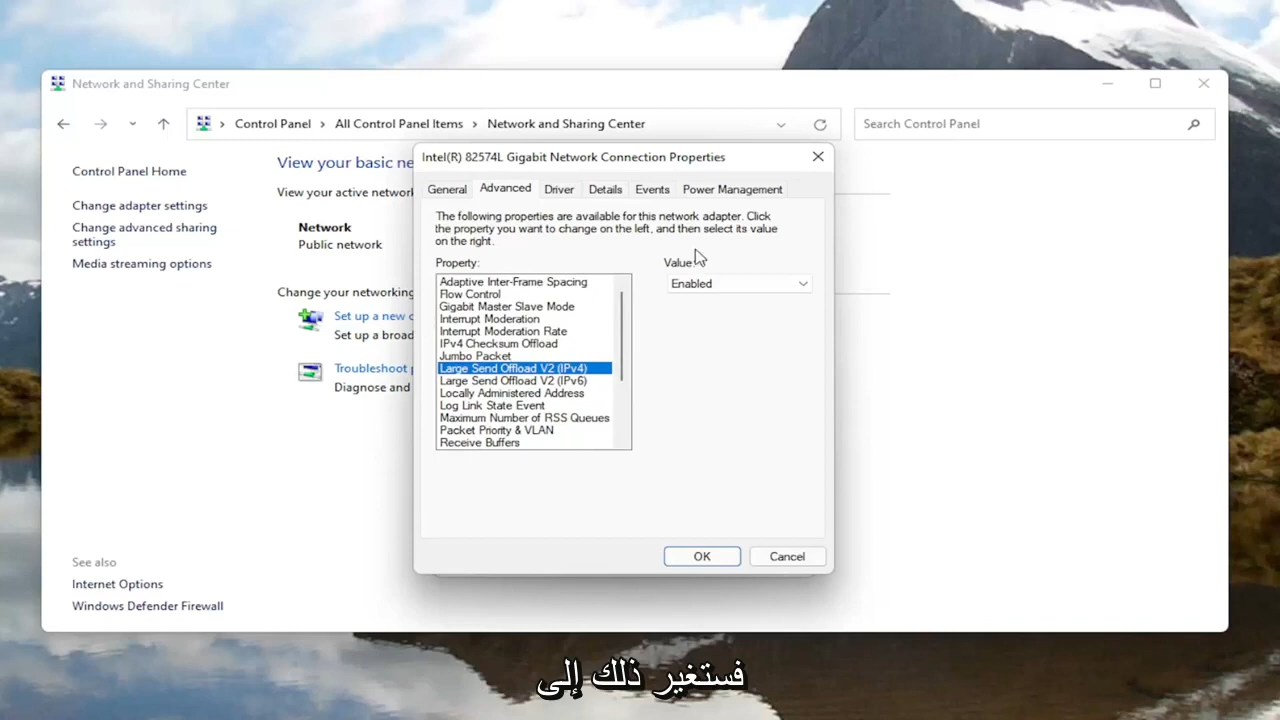 Network and Sharing Center
Control Panel
All Control Panel Items
Network and Sharing Center
Search Control Panel
Control Panel Home
Change adapter settings
Change advanced sharing
settings
Media streaming options
See also
Internet Options
Windows Defender Firewall
View your basic ne
View your active networ
Network
Public network
Change your networking
Set up a new c
Set up a broad
Troubleshoot p
Diagnose and
Intel(R) 82574L Gigabit Network Connection Properties
General
Advanced
Driver
Details
Events
Power Management
The following properties are available for this network adapter. Click
the property you want to change on the left, and then select its value
on the right.
Property:
Value:
Adaptive Inter-Frame Spacing
Flow Control
Gigabit Master Slave Mode
Interrupt Moderation
Interrupt Moderation Rate
IPv4 Checksum Offload
Jumbo Packet
Large Send Offload V2 (IPv4)
Large Send Offload V2 (IPv6)
Locally Administered Address
Log Link State Event
Maximum Number of RSS Queues
Packet Priority & VLAN
Receive Buffers
Enabled
OK
Cancel
فستغير ذلك إلى